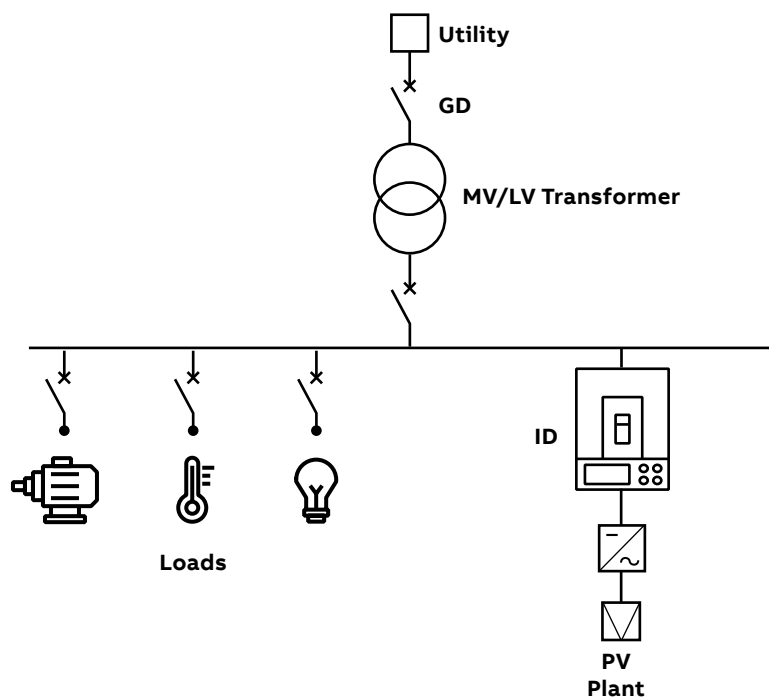 Utility
GD
MV/LV Transformer
ID
Loads
PV
Plant